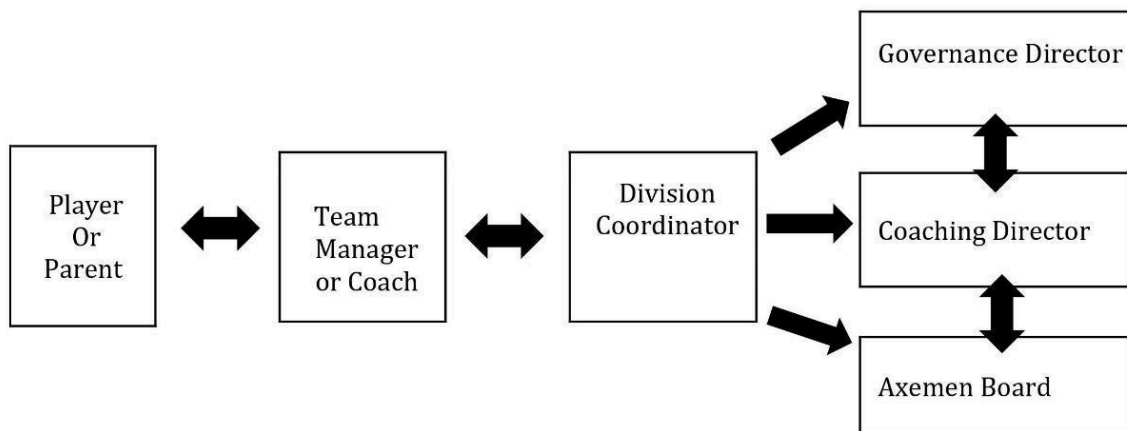 Player
Or
Parent
Team
Manager
or Coach
Division
Coordinator
Governance Director
Coaching Director
Axemen Board